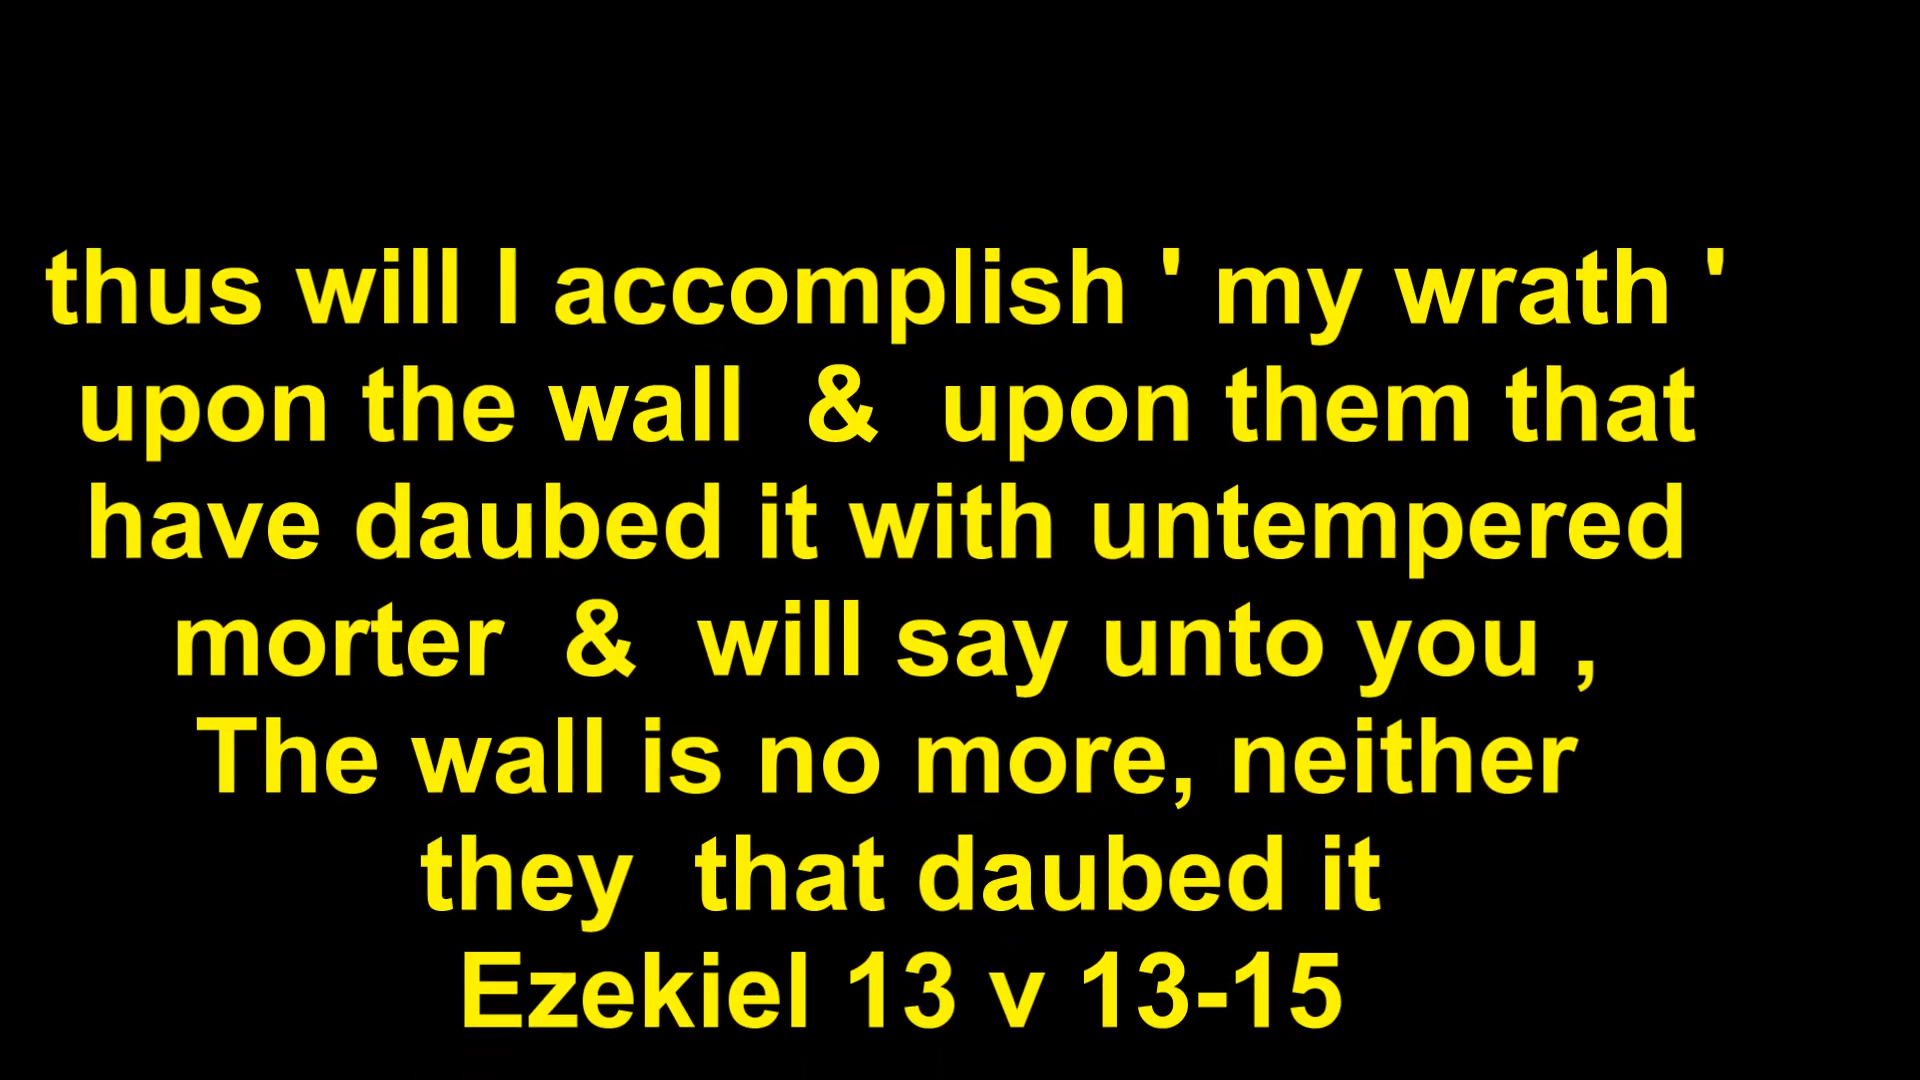 thus will I accomplish ' my wrath '
upon the wall & upon them that
have daubed it with untempered
morter & will say unto you ,
The wall is no more, neither
they that daubed it
Ezekiel 13 v 13-15